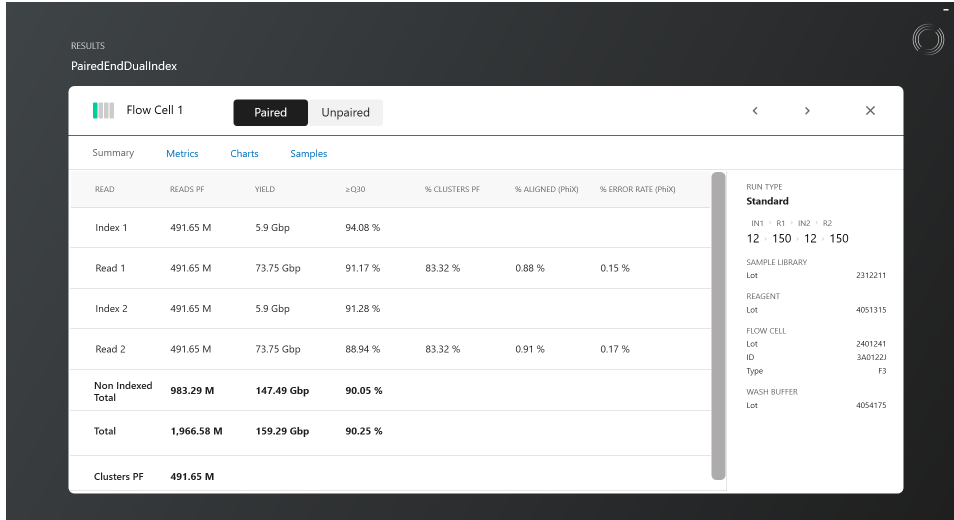 RESULTS
PairedEndDualIndex
Flow Cell 1 Paired Unpaired
Summary Metrics Charts Samples
READ READS PF YIELD ≥Q30 % CLUSTERS PF % ALIGNED (PhiX) % ERROR RATE (PhiX)
Index 1 491.65 M 5.9 Gbp 94.08 %
Read 1 491.65 M 73.75 Gbp 91.17 % 83.32 % 0.88 % 0.15 %
Index 2 491.65 M 5.9 Gbp 91.28 %
Read 2 491.65 M 73.75 Gbp 88.94 % 83.32 % 0.91 % 0.17 %
Non Indexed
Total 983.29 M 147.49 Gbp 90.05 %
Total 1,966.58 M 159.29 Gbp 90.25 %
Clusters PF 491.65 M
RUN TYPE
Standard
IN1 · R1 · IN2 · R2
12 · 150 · 12 · 150
SAMPLE LIBRARY
Lot 2312211
REAGENT
Lot 4051315
FLOW CELL
Lot 2401241
ID 3A0122J
Type F3
WASH BUFFER
Lot 4054175